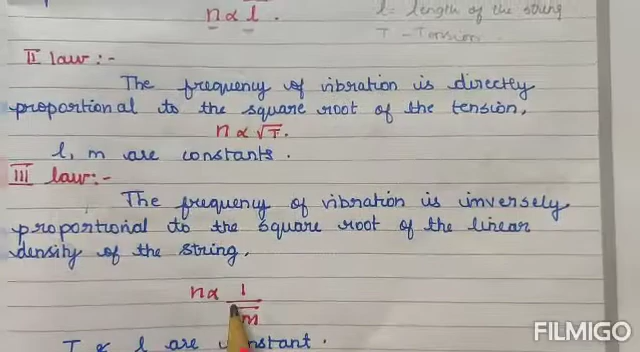 n ∝ l.
l = length of the string
T - Tension
II law :-
The frequency of vibration is directly
proportional to the square root of the tension.
n ∝ √T.
l, m are constants.
III law :-
The frequency of vibration is inversely
proportional to the square root of the linear
density of the string.
n ∝ 1
m
T & l are constant.
FILMIGO